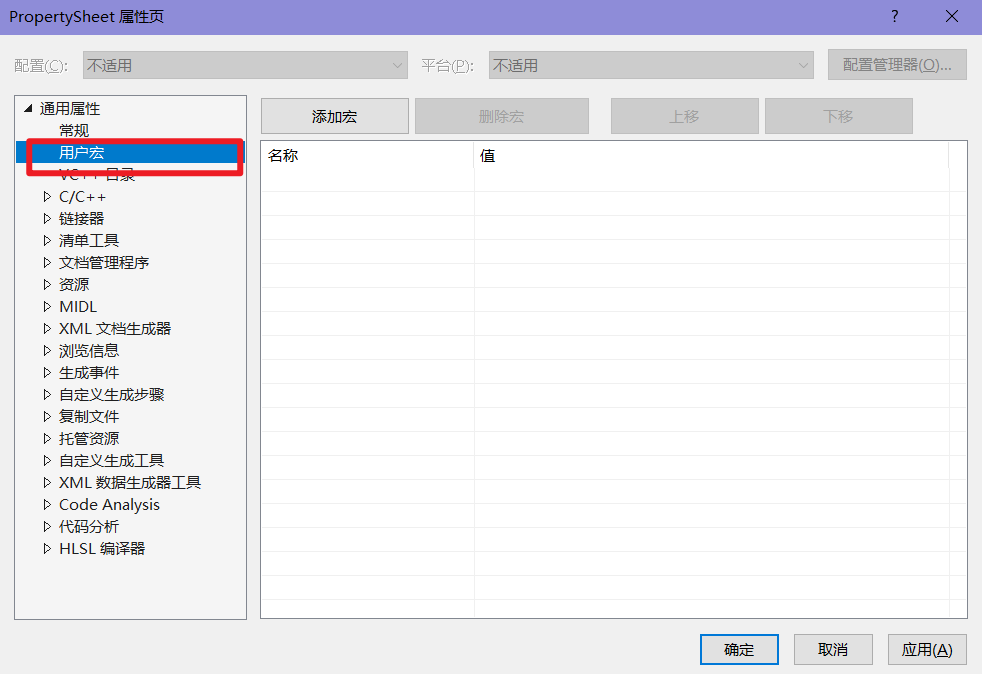 PropertySheet 属性页
配置(C): 不适用 平台(P): 不适用 配置管理器(O)...
通用属性
常规
用户宏
VC++ 目录
C/C++
链接器
清单工具
文档管理程序
资源
MIDL
XML 文档生成器
浏览信息
生成事件
自定义生成步骤
复制文件
托管资源
自定义生成工具
XML 数据生成器工具
Code Analysis
代码分析
HLSL 编译器
添加宏 删除宏 上移 下移
名称 值
确定 取消 应用(A)